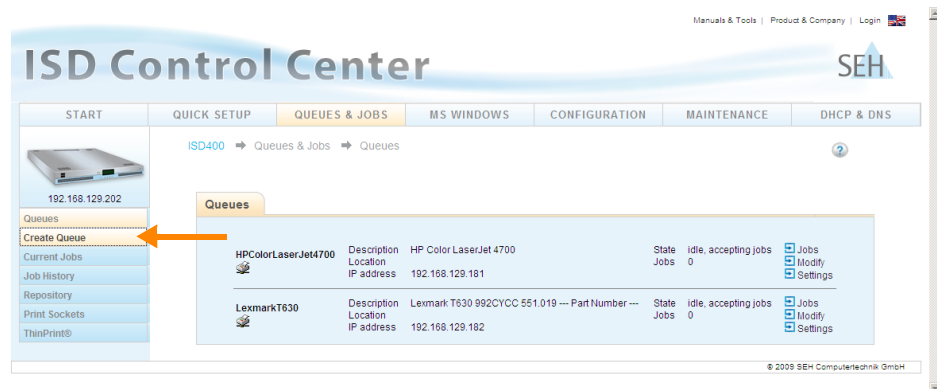 Manuals & Tools | Product & Company | Login
ISD Control Center
SEH
START QUICK SETUP QUEUES & JOBS MS WINDOWS CONFIGURATION MAINTENANCE DHCP & DNS
ISD400 Queues & Jobs Queues
?
192.168.129.202
Queues
Create Queue
Current Jobs
Job History
Repository
Print Sockets
ThinPrint®
Queues
HPColorLaserJet4700 Description HP Color LaserJet 4700 State idle, accepting jobs Jobs
Location Jobs 0 Modify
IP address 192.168.129.181 Settings
LexmarkT630 Description Lexmark T630 992CYCC 551.019 --- Part Number --- State idle, accepting jobs Jobs
Location Jobs 0 Modify
IP address 192.168.129.182 Settings
© 2009 SEH Computertechnik GmbH